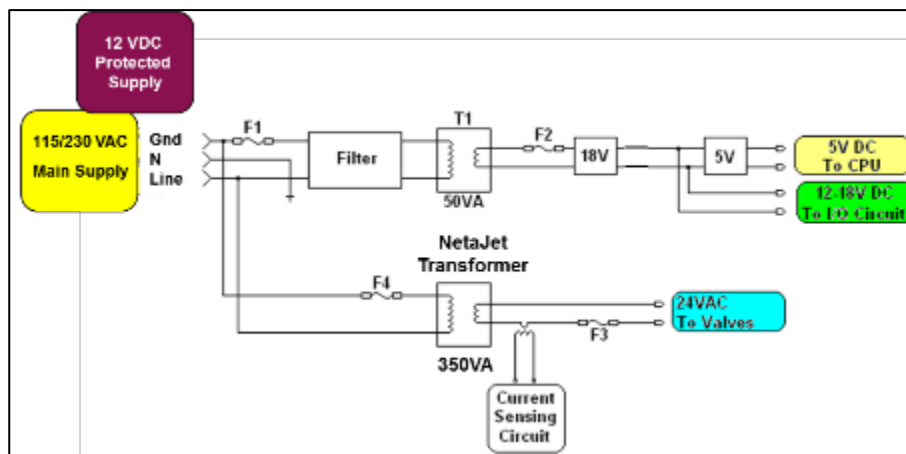 12 VDC
Protected
Supply
115/230 VAC
Main Supply
Gnd
N
Line
F1
Filter
T1
50VA
F2
18V
5V
5V DC
To CPU
12-18V DC
To I/O Circuit
NetaJet
Transformer
F4
350VA
F3
24VAC
To Valves
Current
Sensing
Circuit